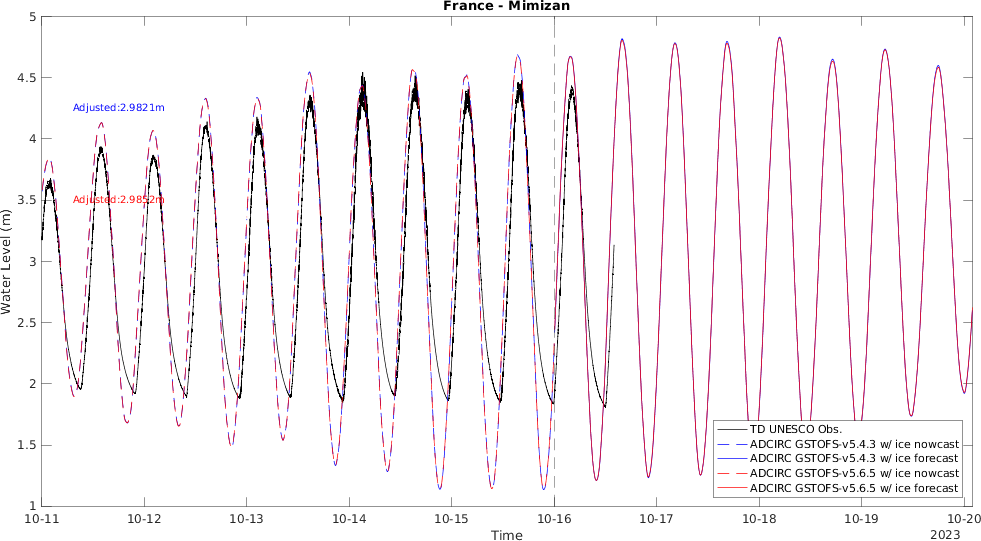 France - Mimizan
5
4.5
4
3.5
3
2.5
2
1.5
1
Water Level (m)
Adjusted:2.9821m
Adjusted:2.9852m
TD UNESCO Obs.
ADCIRC GSTOFS-v5.4.3 w/ ice nowcast
ADCIRC GSTOFS-v5.4.3 w/ ice forecast
ADCIRC GSTOFS-v5.6.5 w/ ice nowcast
ADCIRC GSTOFS-v5.6.5 w/ ice forecast
10-11 10-12 10-13 10-14 10-15 10-16 10-17 10-18 10-19 10-20
Time
2023